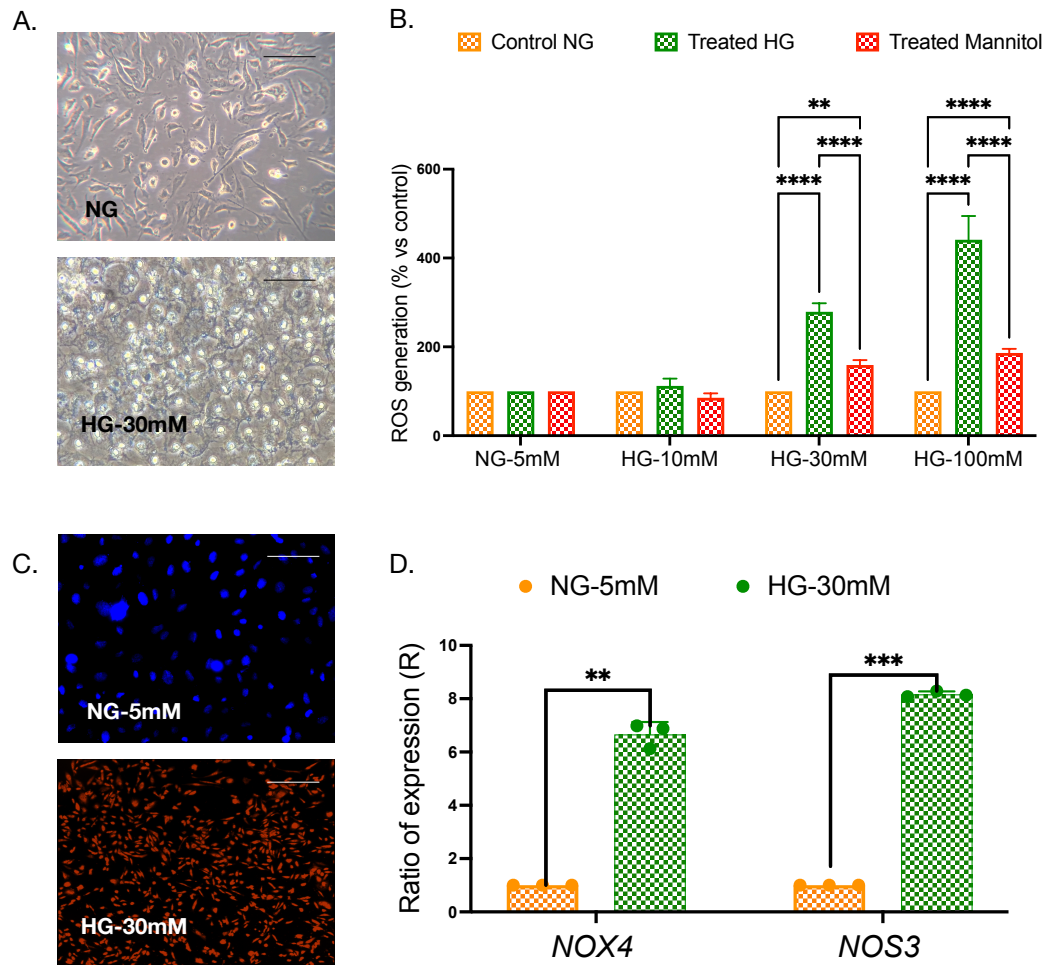 A.
NG
HG-30mM
B.
Control NG Treated HG Treated Mannitol
** ****
**** ****
**** ****
ROS generation (% vs control)
600
400
200
0
NG-5mM HG-10mM HG-30mM HG-100mM
C.
NG-5mM
HG-30mM
D.
NG-5mM HG-30mM
** ***
Ratio of expression (R)
10
8
6
4
2
0
NOX4 NOS3